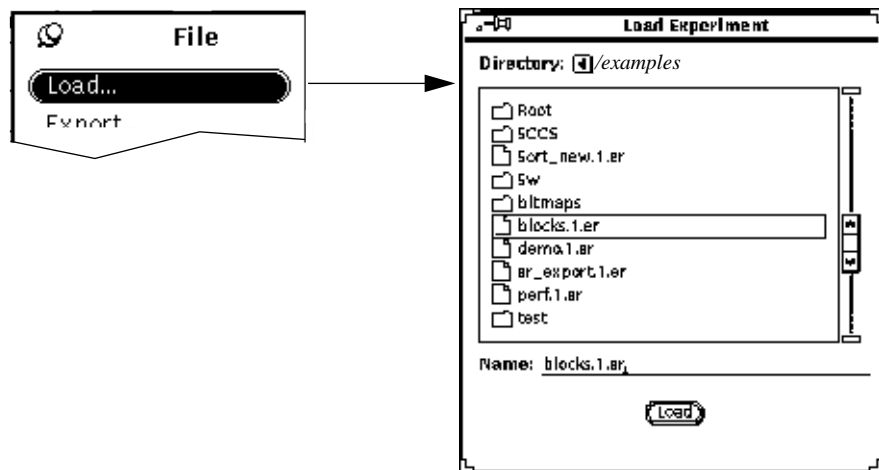 File
Load...
Export
Load Experiment
Directory: /examples
Root
SCCS
Sort_new.1.er
Sw
bitmaps
blocks.1.er
demo.1.er
er_export.1.er
perf.1.er
test
Name: blocks.1.er
Load